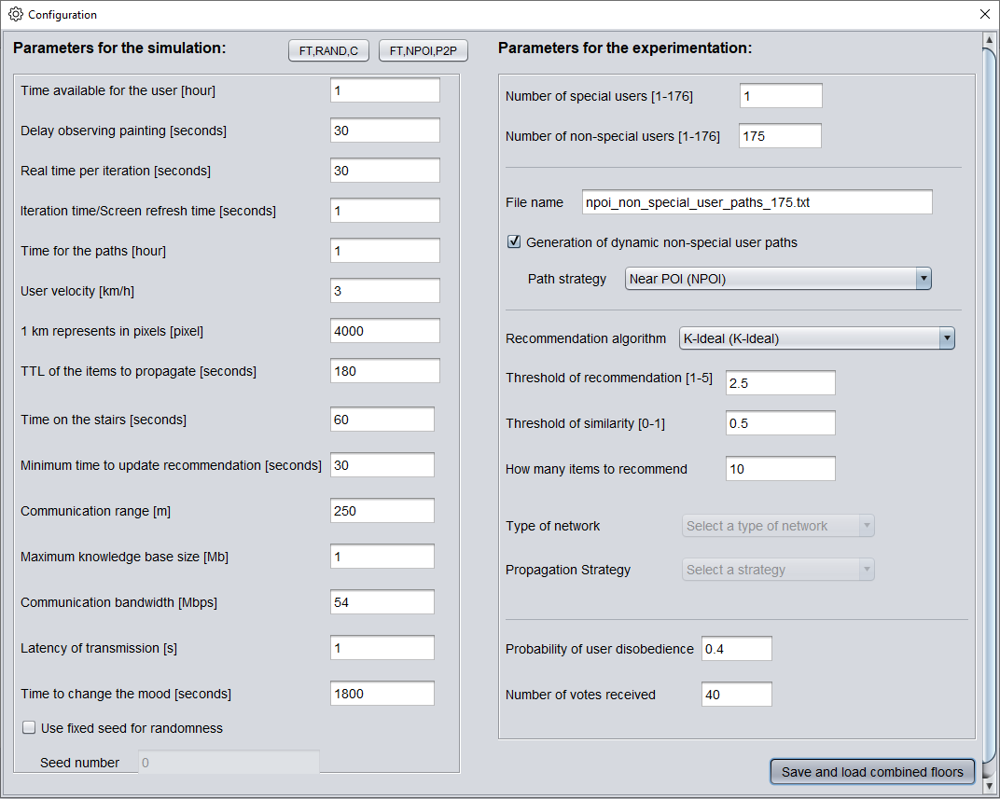 Configuration
Parameters for the simulation:
FT,RAND,C
FT,NPOI,P2P
Time available for the user [hour] 1
Delay observing painting [seconds] 30
Real time per iteration [seconds] 30
Iteration time/Screen refresh time [seconds] 1
Time for the paths [hour] 1
User velocity [km/h] 3
1 km represents in pixels [pixel] 4000
TTL of the items to propagate [seconds] 180
Time on the stairs [seconds] 60
Minimum time to update recommendation [seconds] 30
Communication range [m] 250
Maximum knowledge base size [Mb] 1
Communication bandwidth [Mbps] 54
Latency of transmission [s] 1
Time to change the mood [seconds] 1800
Use fixed seed for randomness
Seed number 0
Parameters for the experimentation:
Number of special users [1-176] 1
Number of non-special users [1-176] 175
File name npoi_non_special_user_paths_175.txt
Generation of dynamic non-special user paths
Path strategy Near POI (NPOI)
Recommendation algorithm K-Ideal (K-Ideal)
Threshold of recommendation [1-5] 2.5
Threshold of similarity [0-1] 0.5
How many items to recommend 10
Type of network Select a type of network
Propagation Strategy Select a strategy
Probability of user disobedience 0.4
Number of votes received 40
Save and load combined floors